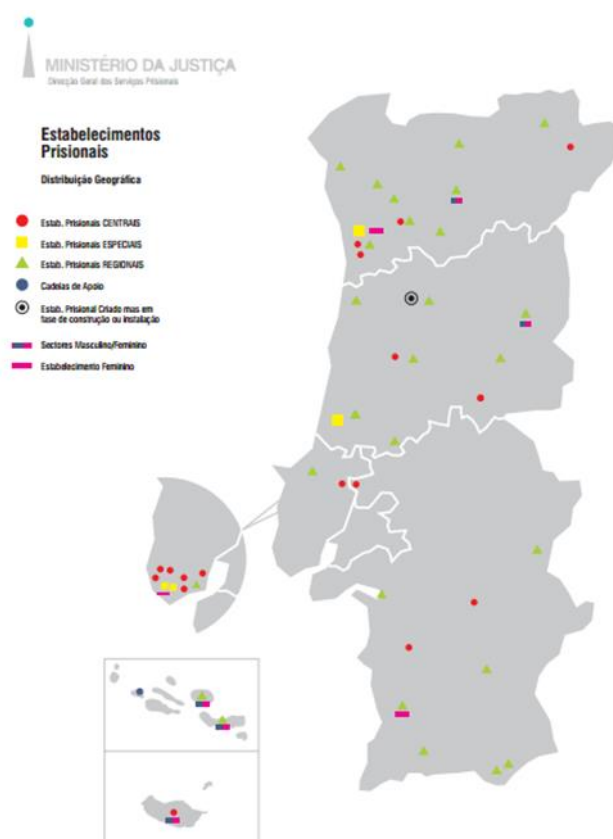 MINISTÉRIO DA JUSTIÇA
Direcção Geral dos Serviços Prisionais
Estabelecimentos
Prisionais
Distribuição Geográfica
Estab. Prisionais CENTRAIS
Estab. Prisionais ESPECIAIS
Estab. Prisionais REGIONAIS
Cadeias de Apoio
Estab. Prisional Criado mas em
fase de construção ou instalação
Sectores Masculino/Feminino
Estabelecimento Feminino